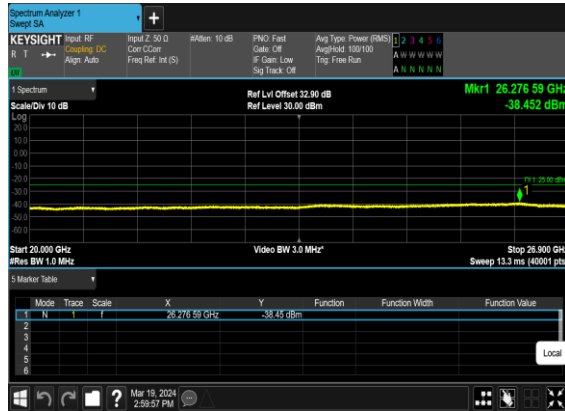 Spectrum Analyzer 1
Swept SA
KEYSIGHT
R T
Input: RF
Coupling: DC
Align: Auto
Input Z: 50 Ω
Corr CCorr
Freq Ref: Int (S)
#Atten: 10 dB
PNO: Fast
Gate: Off
IF Gain: Low
Sig Track: Off
Avg Type: Power (RMS)
Avg|Hold: 100/100
Trig: Free Run
1 2 3 4 5 6
A W W W W W
A N N N N N
1 Spectrum
Scale/Div 10 dB
Ref Lvl Offset 32.90 dB
Ref Level 30.00 dBm
Mkr1 26.276 59 GHz
-38.452 dBm
Log
20.0
10.0
0.00
-10.0
-20.0
-30.0
-40.0
-50.0
-60.0
-25.00 dBm
1
Start 20.000 GHz
#Res BW 1.0 MHz
Video BW 3.0 MHz*
Stop 26.900 GHz
Sweep 13.3 ms (40001 pts)
5 Marker Table
Mode Trace Scale X Y Function Function Width Function Value
1 N 1 f 26.276 59 GHz -38.45 dBm
2
3
4
5
6
Local
?
Mar 19, 2024
2:59:57 PM